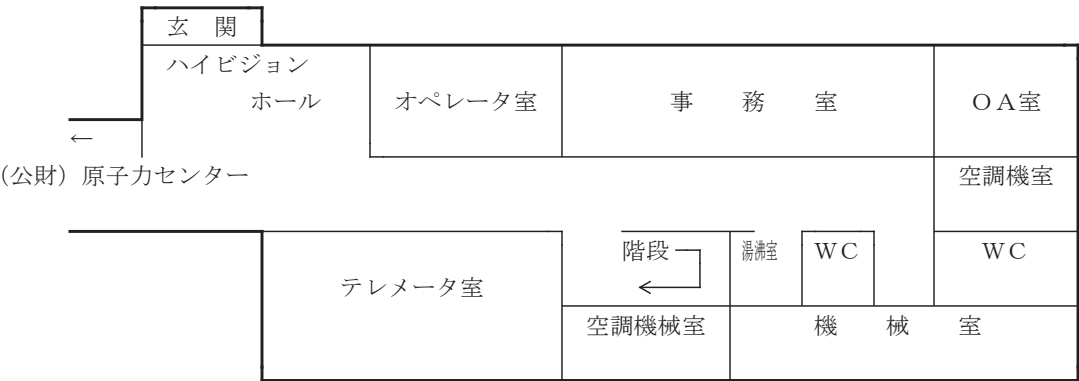 玄　関
ハイビジョン
ホール
オペレータ室
事　務　室
ＯＡ室
←
（公財）原子力センター
空調機室
階段
湯沸室
ＷＣ
ＷＣ
テレメータ室
空調機械室
機　械　室